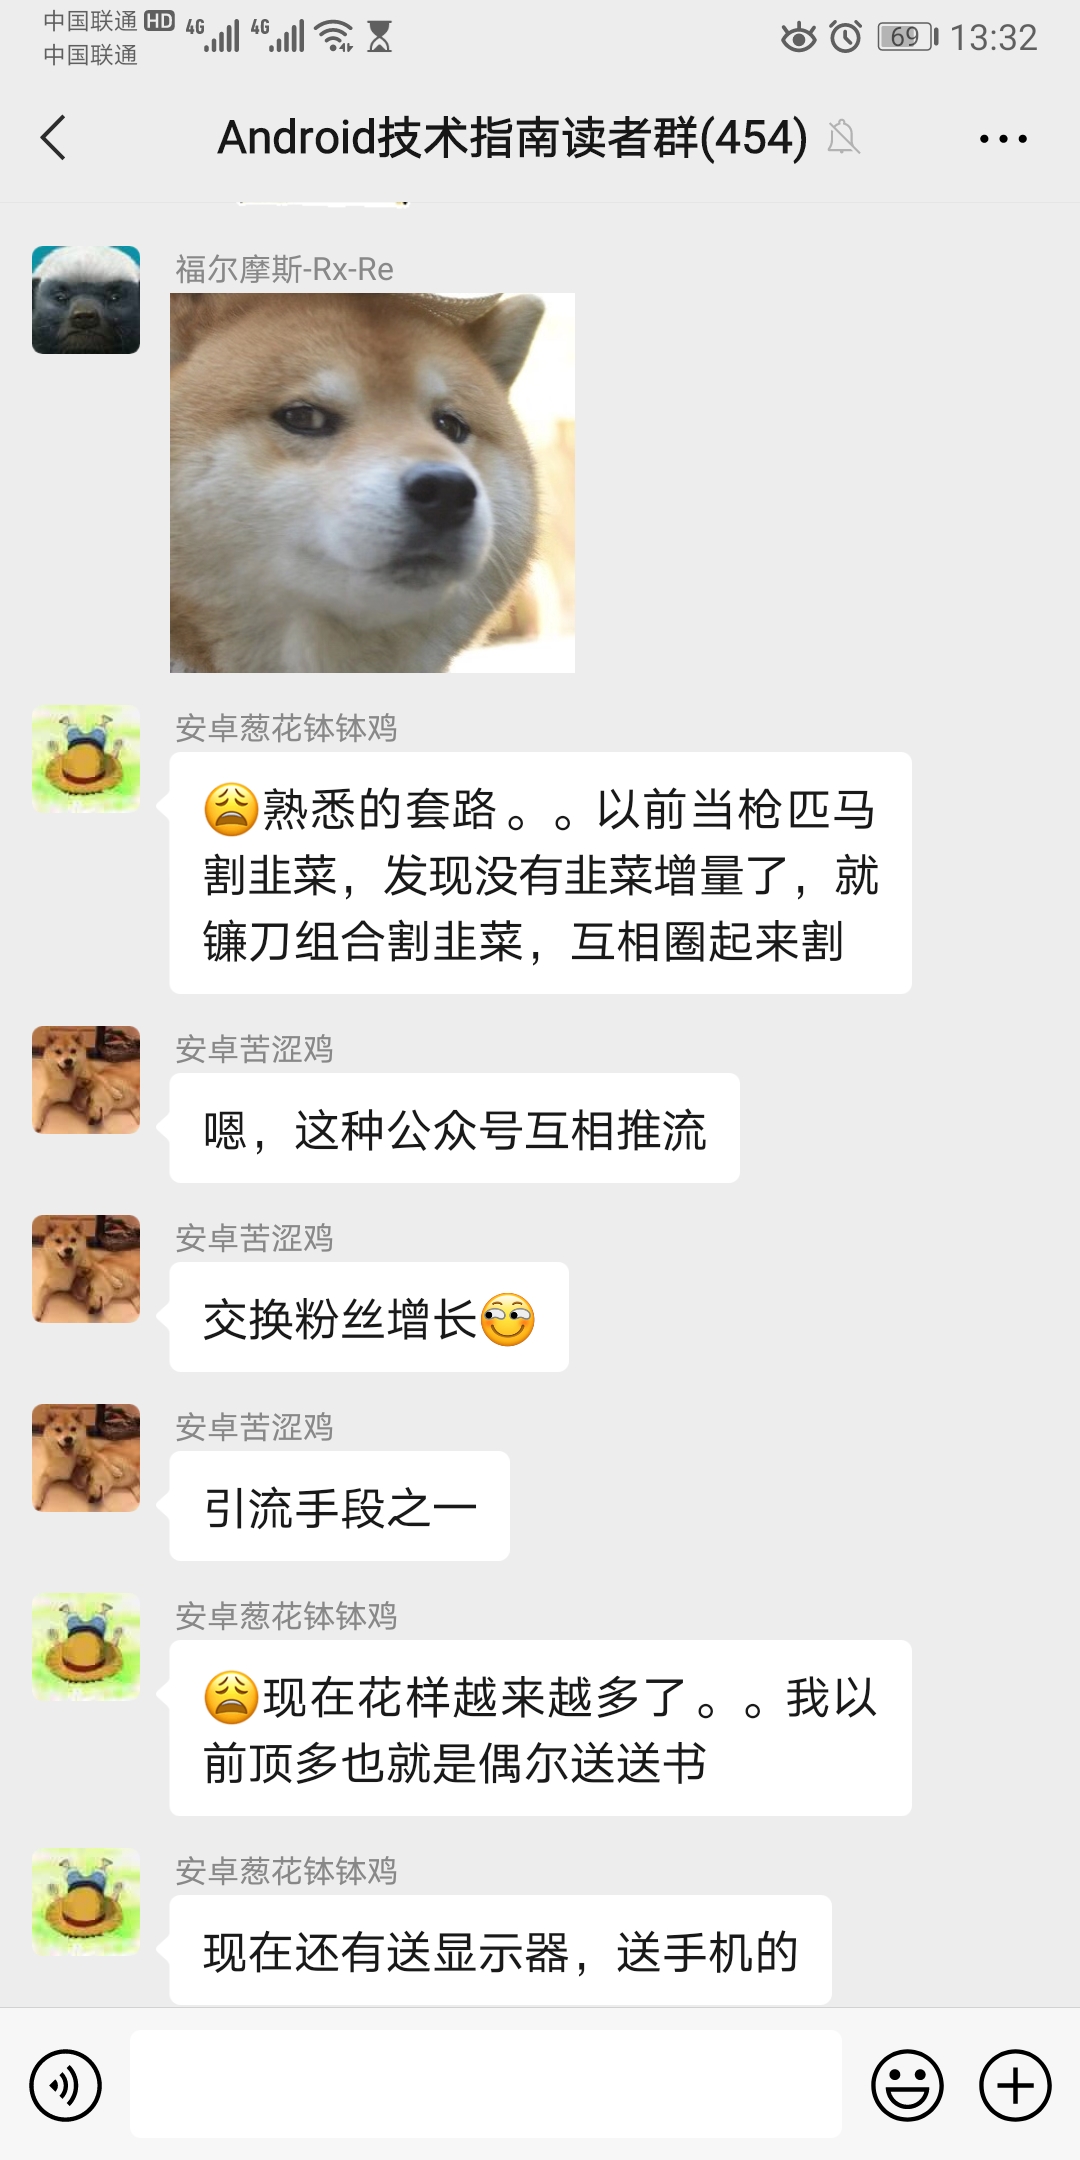 中国联通 HD 4G 4G 69 13:32
中国联通
Android技术指南读者群(454)
福尔摩斯-Rx-Re
安卓葱花钵钵鸡
熟悉的套路。。以前当枪匹马
割韭菜，发现没有韭菜增量了，就
镰刀组合割韭菜，互相圈起来割
安卓苦涩鸡
嗯，这种公众号互相推流
安卓苦涩鸡
交换粉丝增长
安卓苦涩鸡
引流手段之一
安卓葱花钵钵鸡
现在花样越来越多了。。我以
前顶多也就是偶尔送送书
安卓葱花钵钵鸡
现在还有送显示器，送手机的